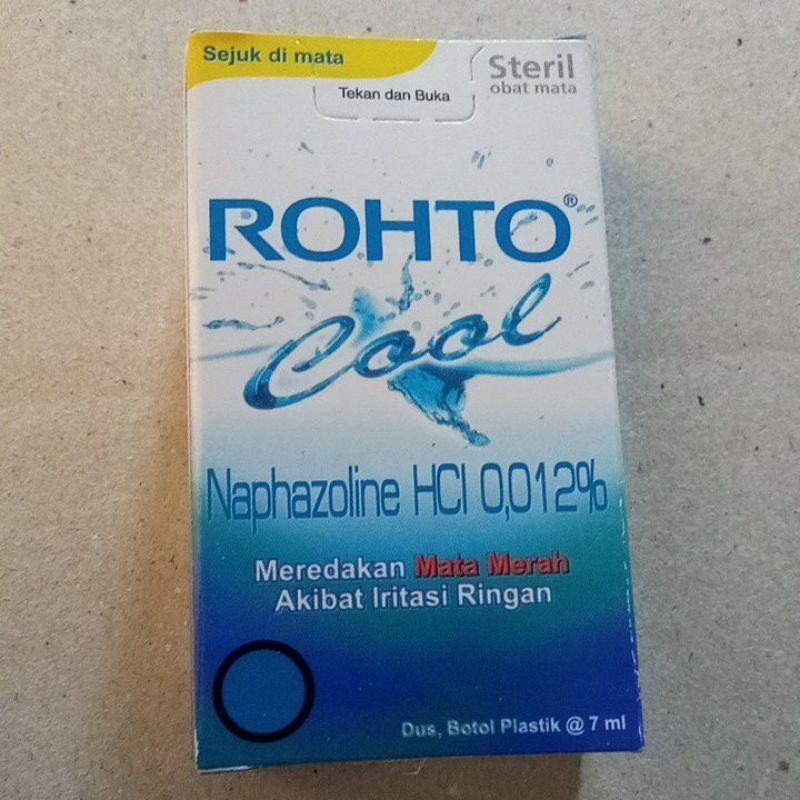 Sejuk di mata
Steril
obat mata
Tekan dan Buka
ROHTO®
Cool
Naphazoline HCl 0,012%
Meredakan Mata Merah
Akibat Iritasi Ringan
Dus, Botol Plastik @ 7 ml